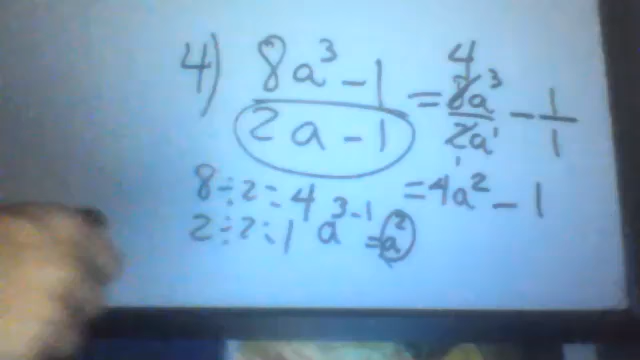 4) (8a³ - 1)/(2a - 1) = 8a³/2a¹ - 1/1
4
1
8 ÷ 2 = 4 = 4a² - 1
2 ÷ 2 = 1 a³⁻¹ = a²